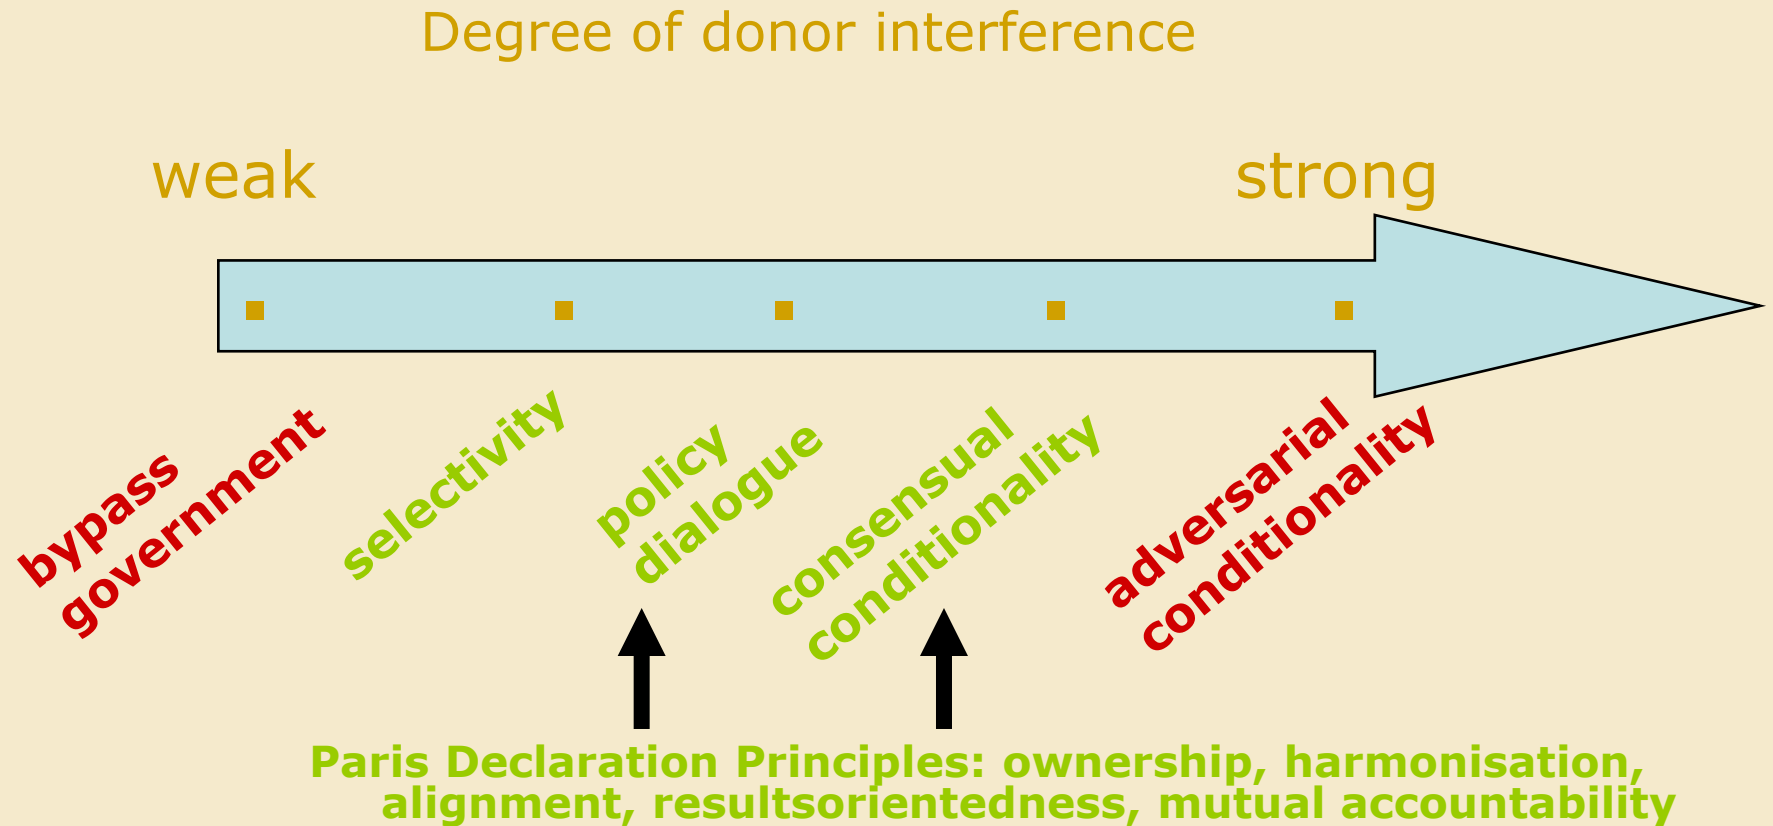 Degree of donor interference
weak
strong
bypass
government
selectivity
policy
dialogue
consensual
conditionality
adversarial
conditionality
Paris Declaration Principles: ownership, harmonisation,
alignment, resultsorientedness, mutual accountability